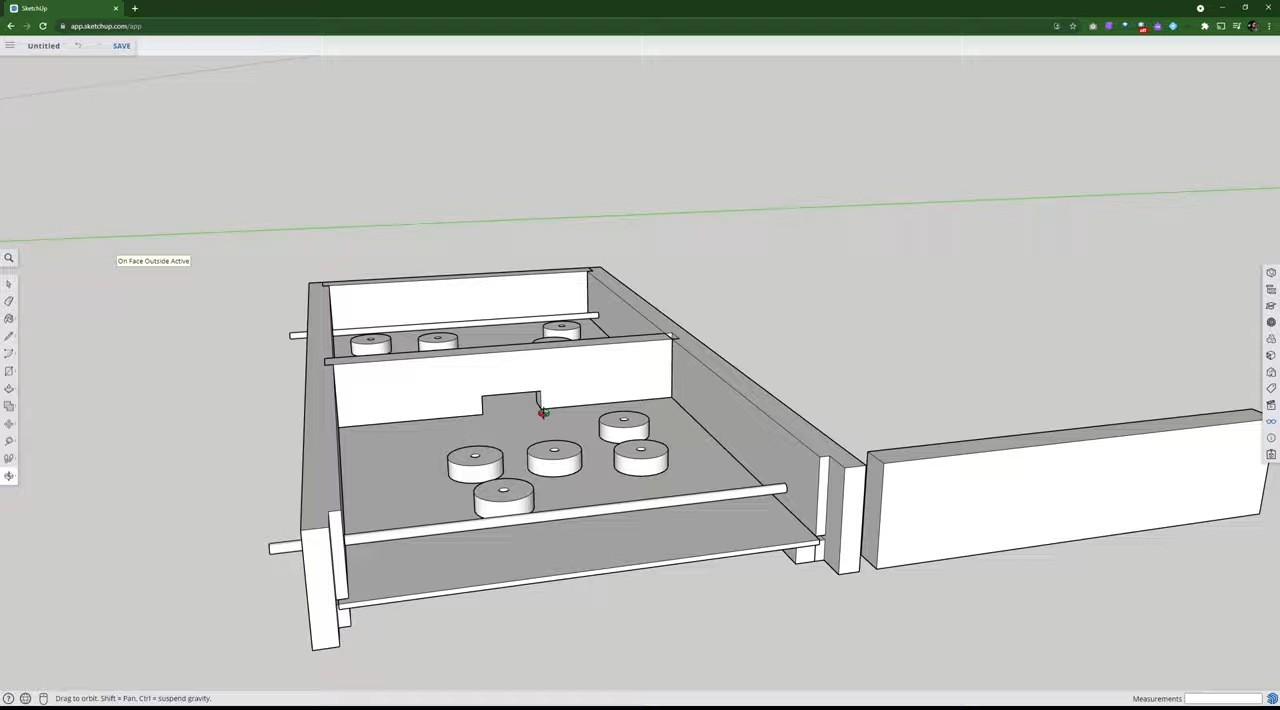 SketchUp
app.sketchup.com/app
Untitled
SAVE
On Face Outside Active
Drag to orbit. Shift = Pan, Ctrl = suspend gravity.
Measurements